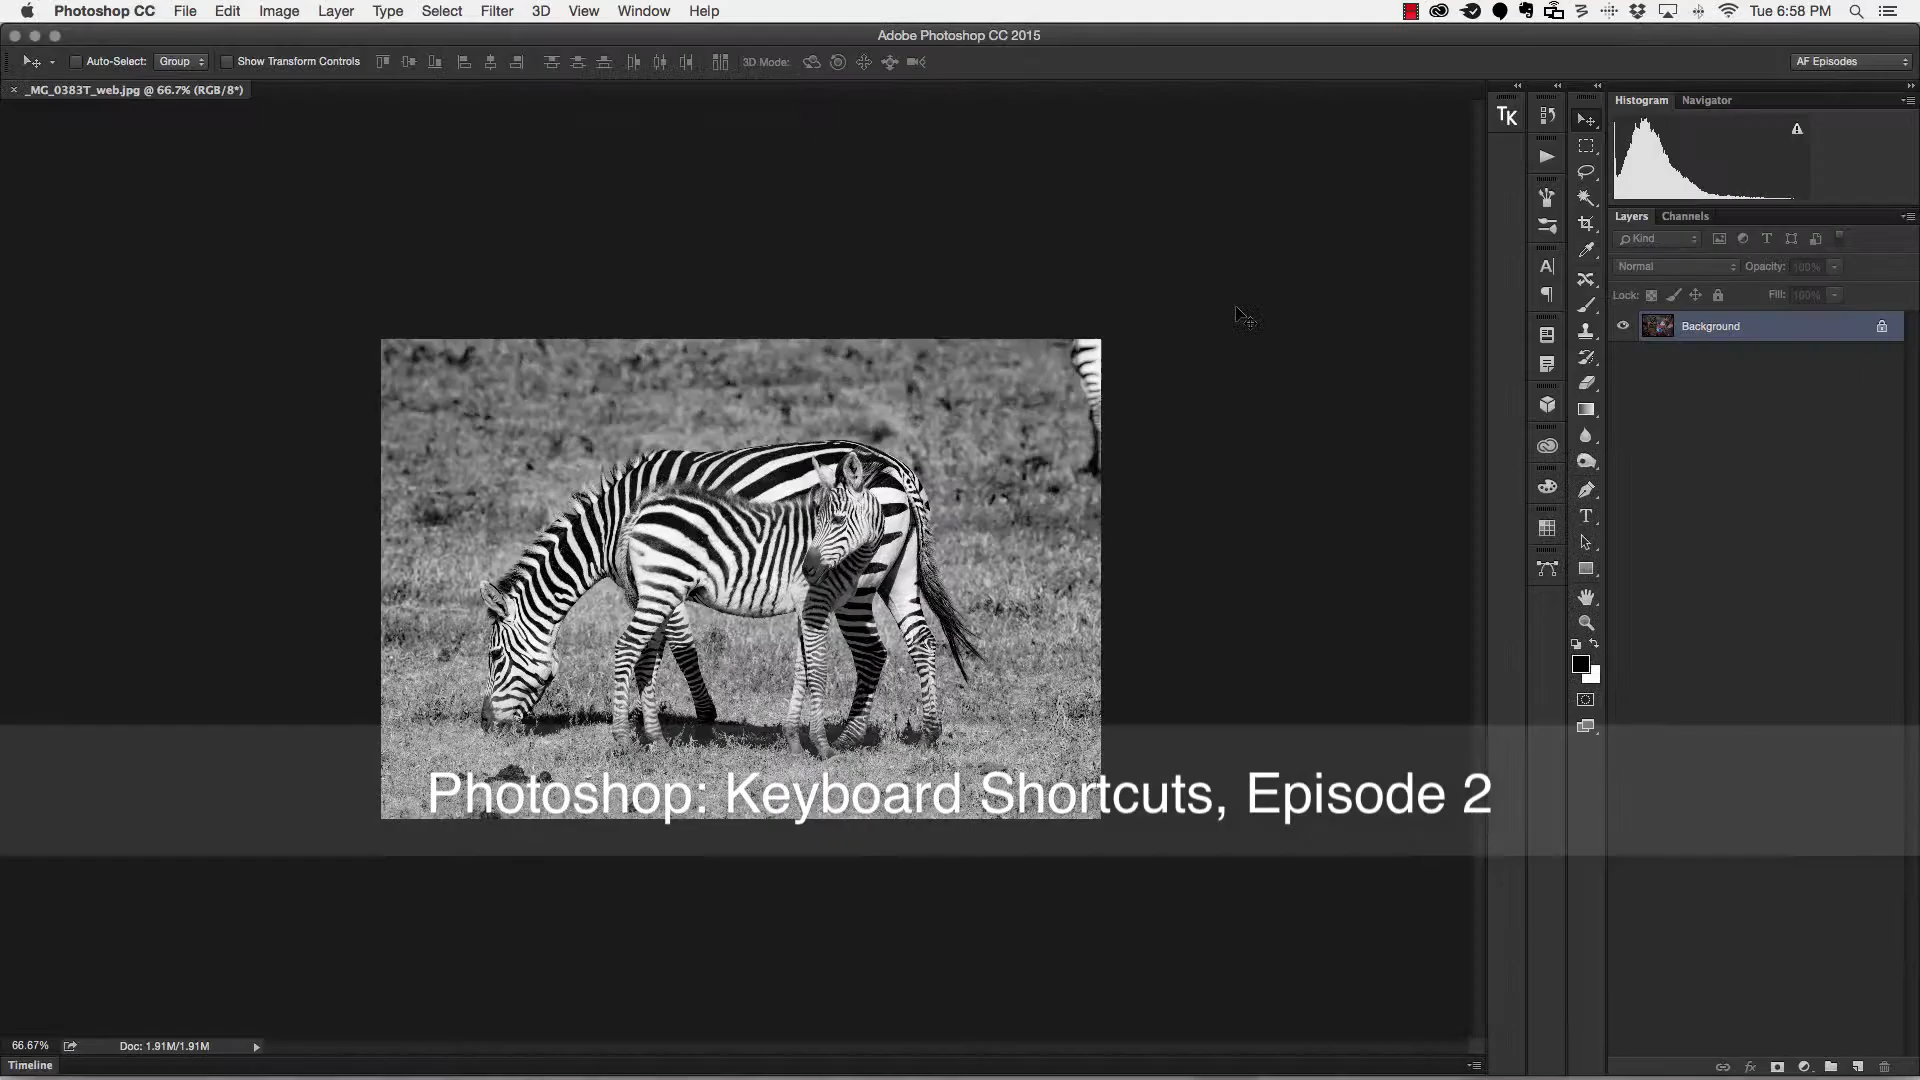 Photoshop CC File Edit Image Layer Type Select Filter 3D View Window Help Tue 6:58 PM
Adobe Photoshop CC 2015
Auto-Select: Group Show Transform Controls 3D Mode: AF Episodes
_MG_0383T_web.jpg @ 66.7% (RGB/8*)
Histogram Navigator
TK
Layers Channels
Kind
Normal Opacity: 100%
Lock: Fill: 100%
Background
Photoshop: Keyboard Shortcuts, Episode 2
66.67% Doc: 1.91M/1.91M
Timeline